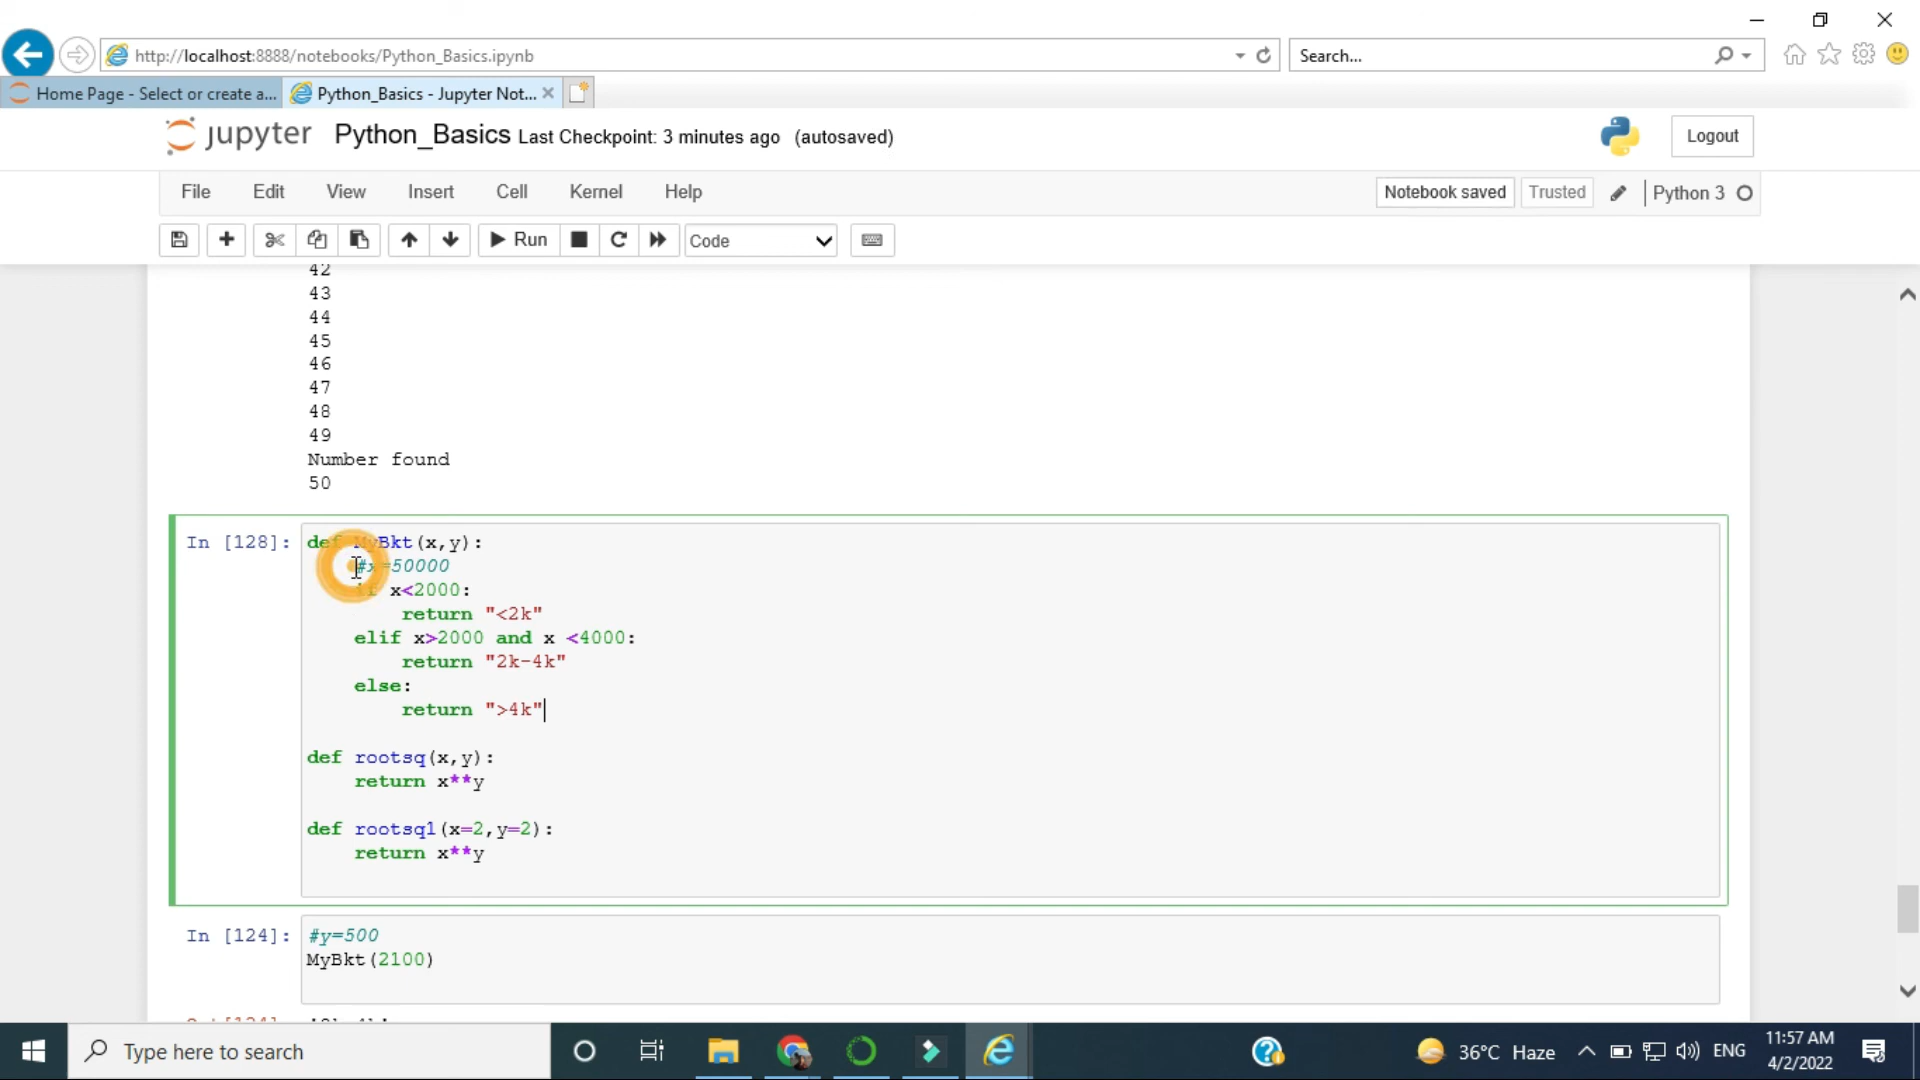 http://localhost:8888/notebooks/Python_Basics.ipynb
Search...
Home Page - Select or create a...
Python_Basics - Jupyter Not...
jupyter Python_Basics Last Checkpoint: 3 minutes ago (autosaved)
Logout
File Edit View Insert Cell Kernel Help
Notebook saved Trusted Python 3
Run Code
42
43
44
45
46
47
48
49
Number found
50
In [128]: def MyBkt(x,y):
#x=50000
if x<2000:
return "<2k"
elif x>2000 and x <4000:
return "2k-4k"
else:
return ">4k"
def rootsq(x,y):
return x**y
def rootsq1(x=2,y=2):
return x**y
In [124]: #y=500
MyBkt(2100)
Type here to search
36°C Haze
ENG
11:57 AM
4/2/2022